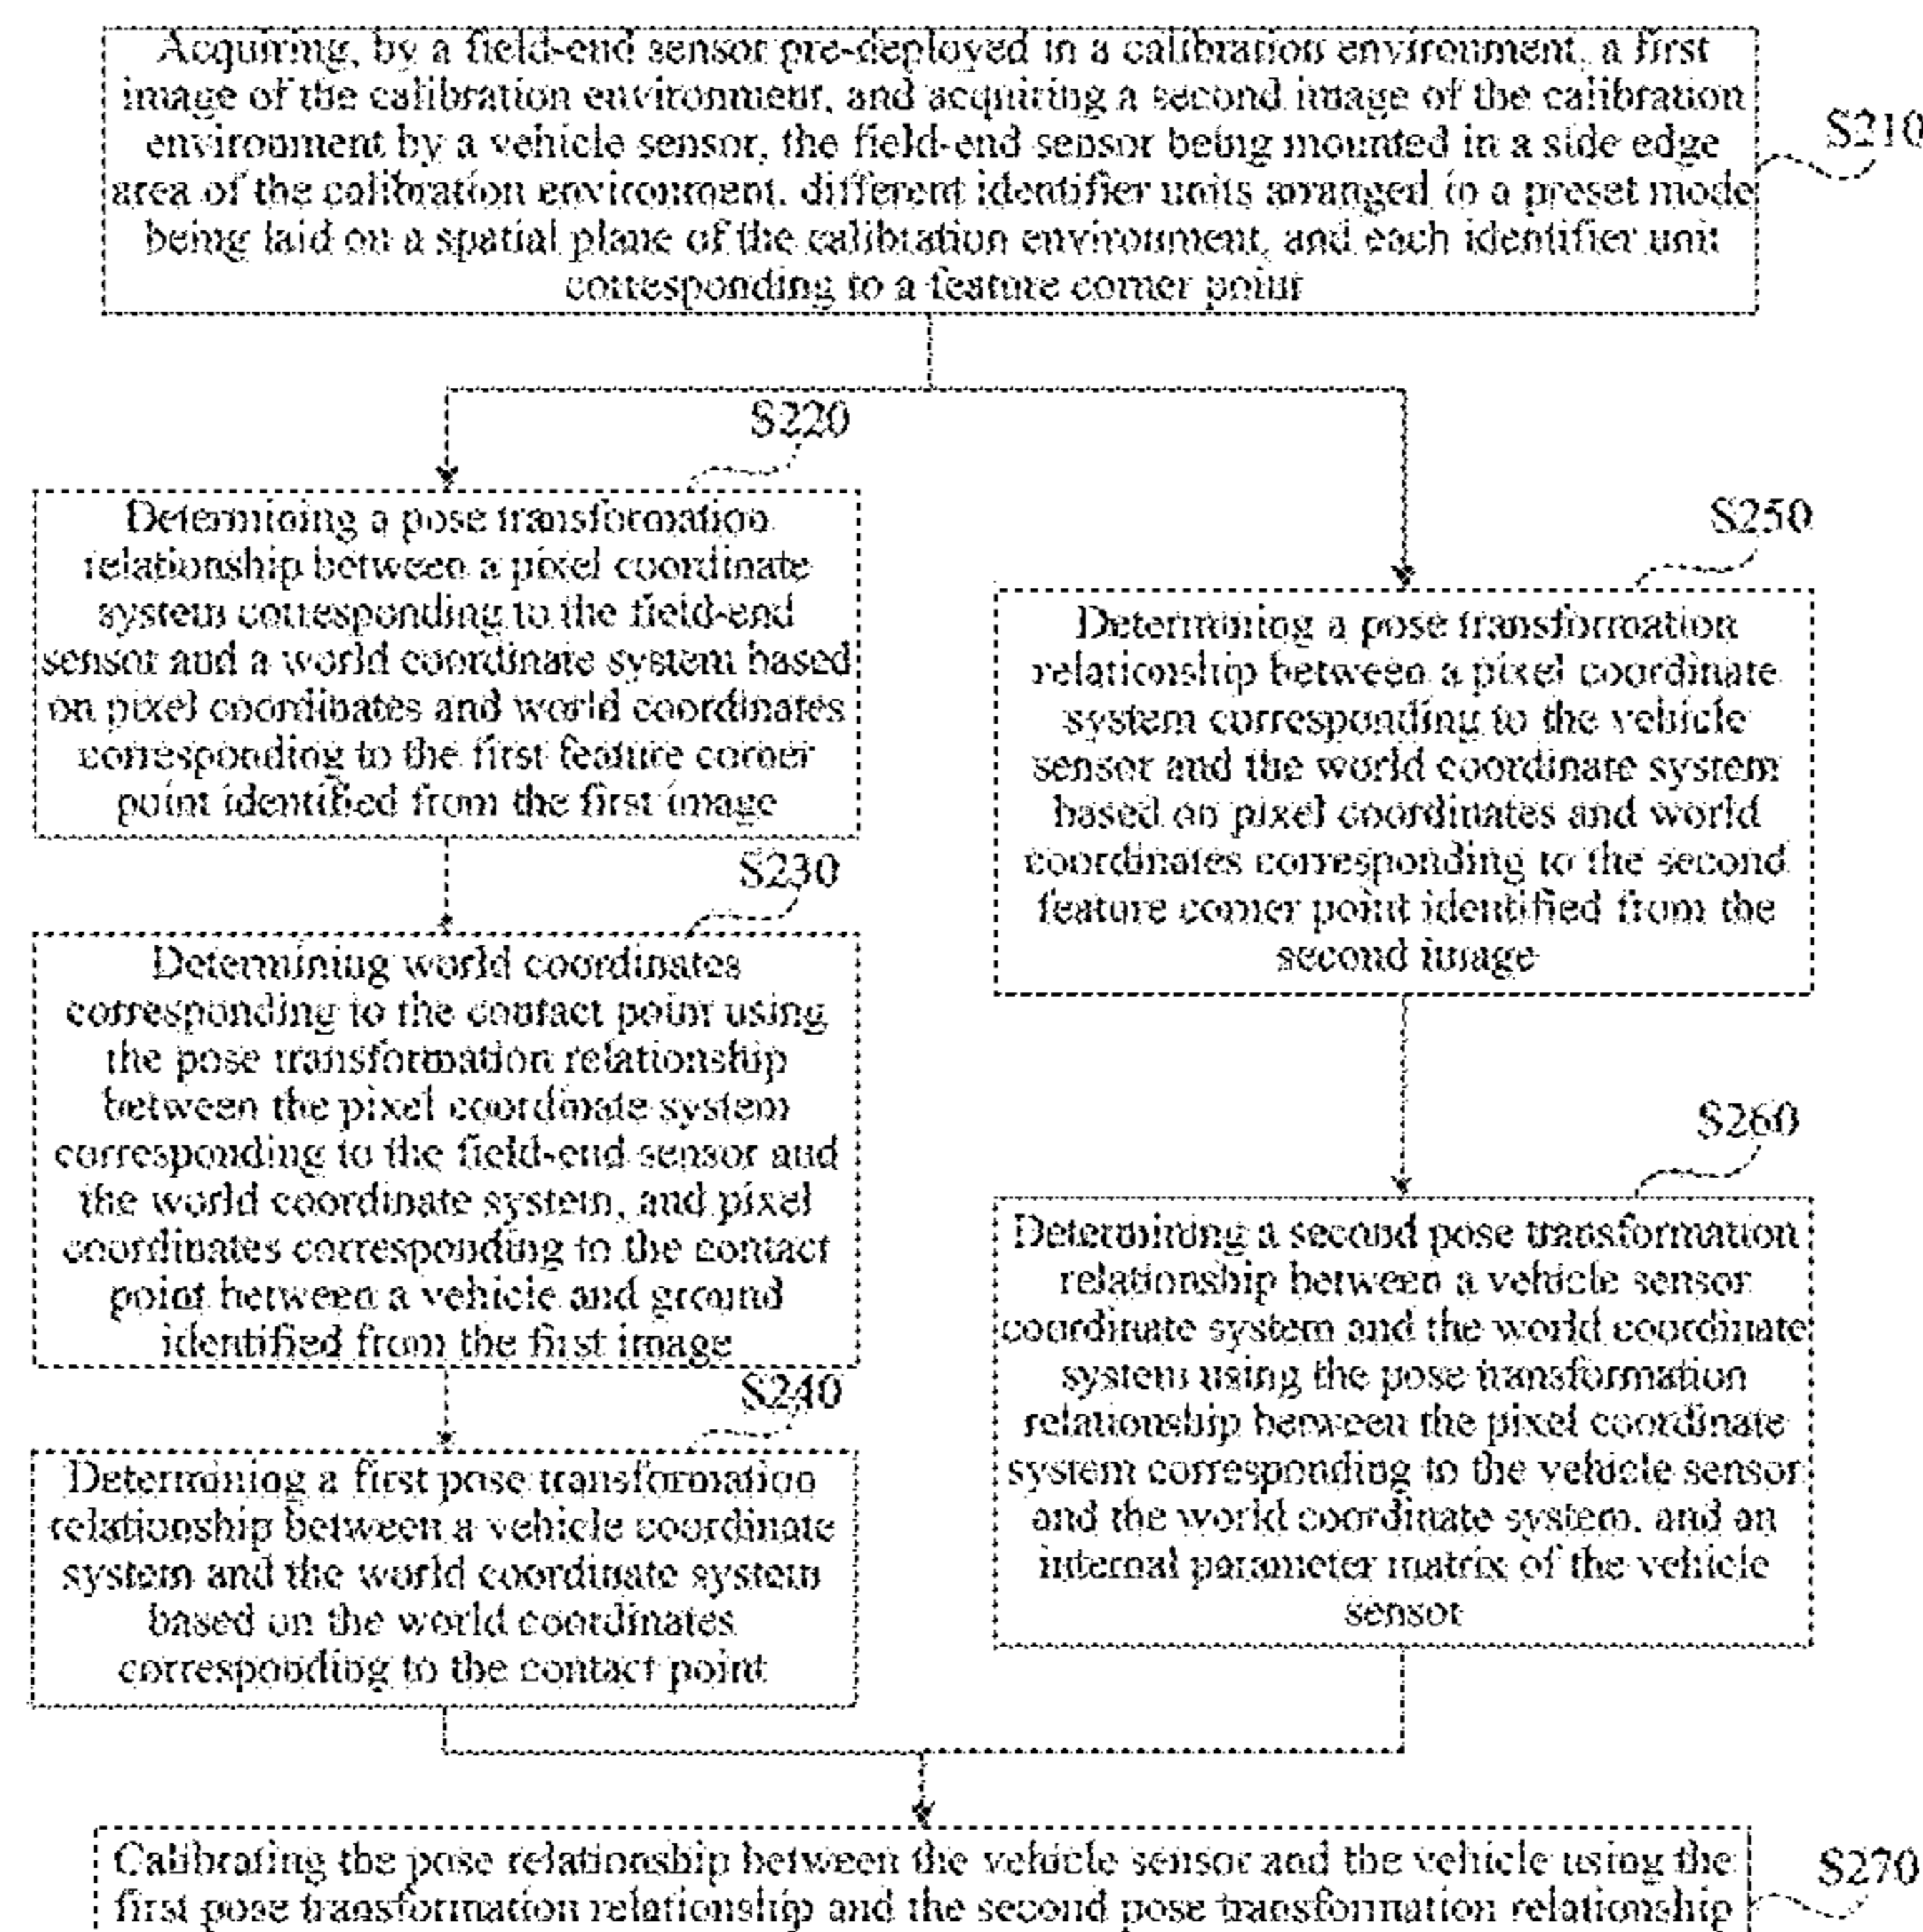 Acquiring, by a field-end sensor pre-deployed in a calibration environment, a first
image of the calibration environment, and acquiring a second image of the calibration
environment by a vehicle sensor, the field-end sensor being mounted in a side edge
area of the calibration environment, different identifier units arranged in a preset mode
being laid on a spatial plane of the calibration environment, and each identifier unit
corresponding to a feature corner point
S210
S220
Determining a pose transformation
relationship between a pixel coordinate
system corresponding to the field-end
sensor and a world coordinate system based
on pixel coordinates and world coordinates
corresponding to the first feature corner
point identified from the first image
S230
Determining world coordinates
corresponding to the contact point using
the pose transformation relationship
between the pixel coordinate system
corresponding to the field-end sensor and
the world coordinate system, and pixel
coordinates corresponding to the contact
point between a vehicle and ground
identified from the first image
S240
Determining a first pose transformation
relationship between a vehicle coordinate
system and the world coordinate system
based on the world coordinates
corresponding to the contact point
S250
Determining a pose transformation
relationship between a pixel coordinate
system corresponding to the vehicle
sensor and the world coordinate system
based on pixel coordinates and world
coordinates corresponding to the second
feature corner point identified from the
second image
S260
Determining a second pose transformation
relationship between a vehicle sensor
coordinate system and the world coordinate
system using the pose transformation
relationship between the pixel coordinate
system corresponding to the vehicle sensor
and the world coordinate system, and an
internal parameter matrix of the vehicle
sensor
Calibrating the pose relationship between the vehicle sensor and the vehicle using the
first pose transformation relationship and the second pose transformation relationship
S270